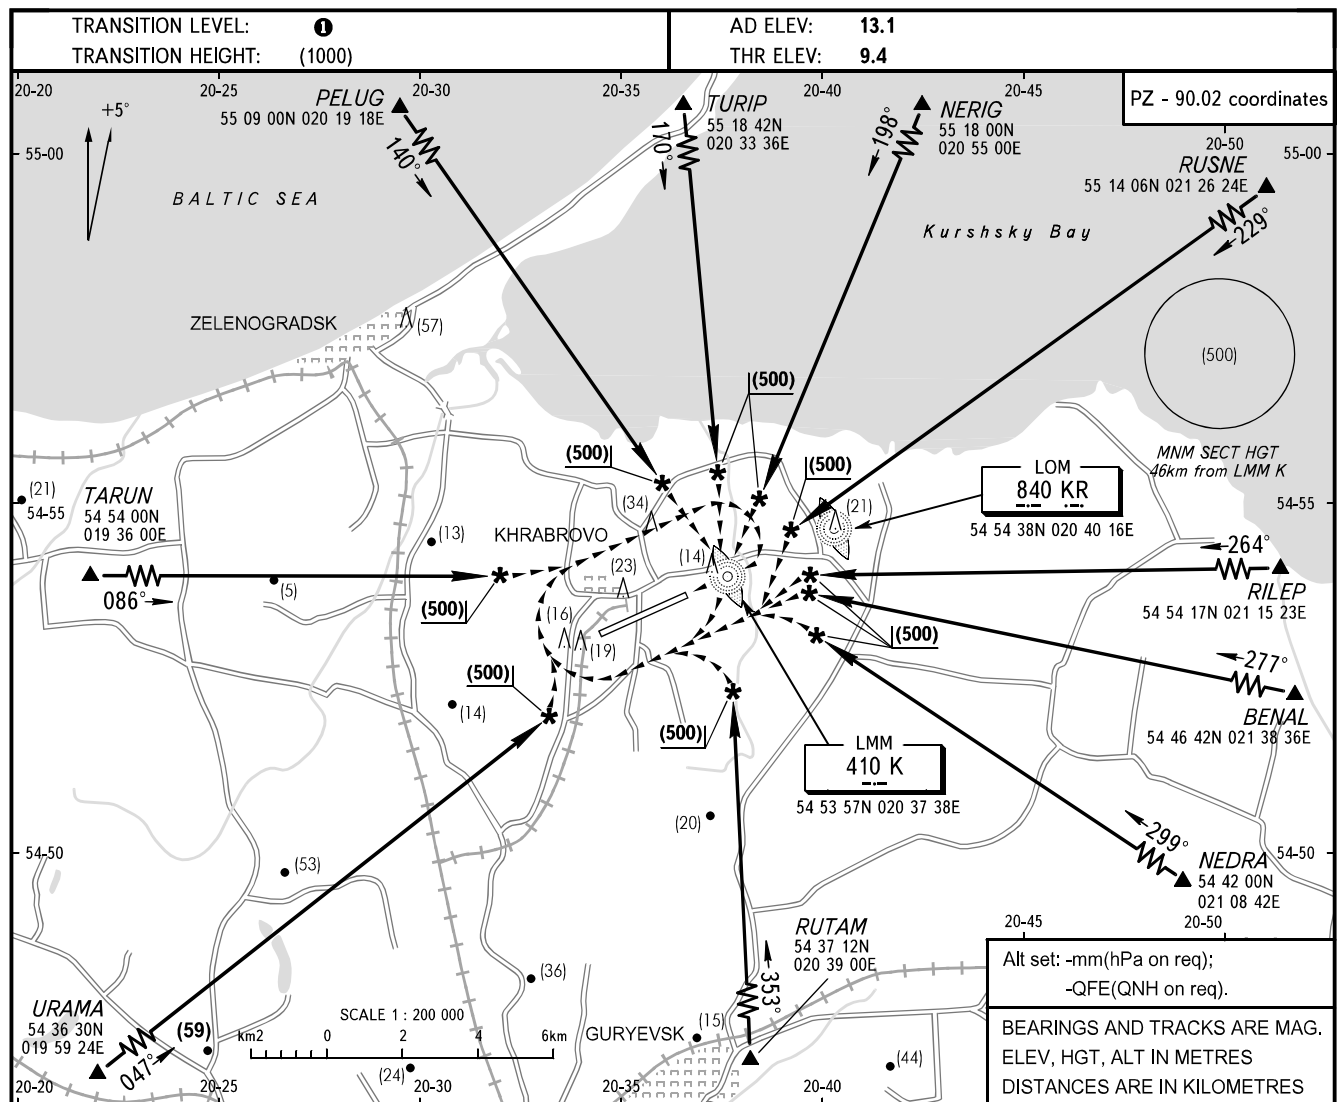 TRANSITION LEVEL: ❶
TRANSITION HEIGHT: (1000)
AD ELEV: 13.1
THR ELEV: 9.4
20-20 20-25 20-30 20-35 20-40 20-45
PZ - 90.02 coordinates
20-50
+5°
55-00
55-00
PELUG
55 09 00N 020 19 18E
140°
TURIP
55 18 42N
020 33 36E
170°
NERIG
55 18 00N
020 55 00E
198°
RUSNE
55 14 06N 021 26 24E
229°
BALTIC SEA
Kurshsky Bay
ZELENOGRADSK
(57)
(500)
MNM SECT HGT
46km from LMM K
(500)
(500)
(500)
LOM
840 KR
54 54 38N 020 40 16E
(21)
54-55
54-55
TARUN
54 54 00N
019 36 00E
086°
(5)
(13)
KHRABROVO
(34)
(21)
(14)
(23)
(16)
(19)
(500)
(500)
(500)
(500)
264°
RILEP
54 54 17N 021 15 23E
277°
BENAL
54 46 42N 021 38 36E
(14)
LMM
410 K
54 53 57N 020 37 38E
(20)
54-50
54-50
(53)
299°
NEDRA
54 42 00N
021 08 42E
20-45 20-50
RUTAM
54 37 12N
020 39 00E
353°
(36)
URAMA
54 36 30N
019 59 24E
047°
(59)
SCALE 1 : 200 000
km2 0 2 4 6km
(24)
GURYEVSK
(15)
(44)
20-20 20-25 20-30 20-35 20-40
Alt set: -mm(hPa on req);
-QFE(QNH on req).
BEARINGS AND TRACKS ARE MAG.
ELEV, HGT, ALT IN METRES
DISTANCES ARE IN KILOMETRES